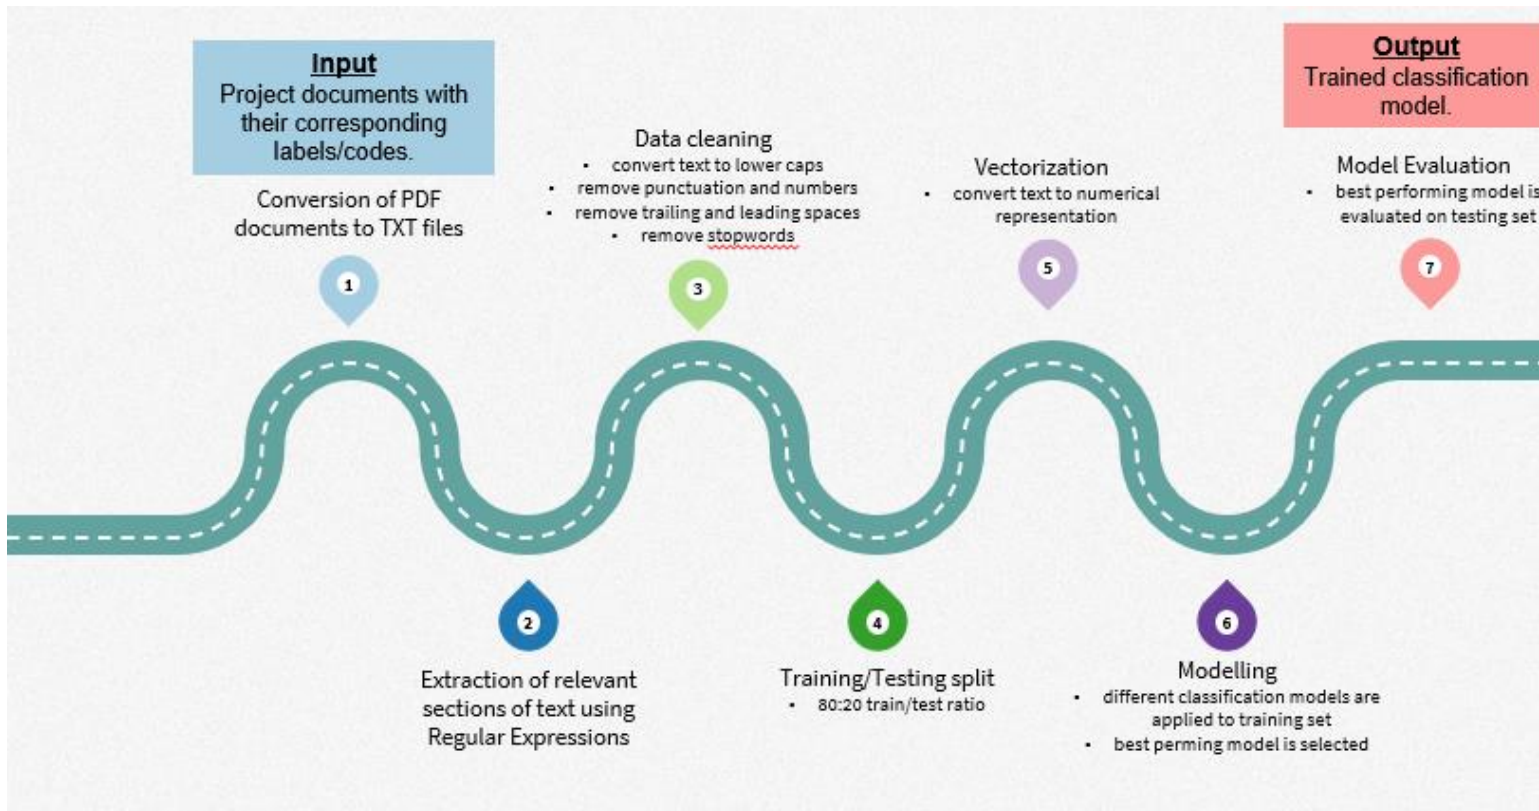 Input
Project documents with
their corresponding
labels/codes.
Conversion of PDF
documents to TXT files
1
2
Extraction of relevant
sections of text using
Regular Expressions
Data cleaning
• convert text to lower caps
• remove punctuation and numbers
• remove trailing and leading spaces
• remove stopwords
3
4
Training/Testing split
• 80:20 train/test ratio
Vectorization
• convert text to numerical
representation
5
6
Modelling
• different classification models are
applied to training set
• best perming model is selected
Output
Trained classification
model.
Model Evaluation
• best performing model is
evaluated on testing set
7